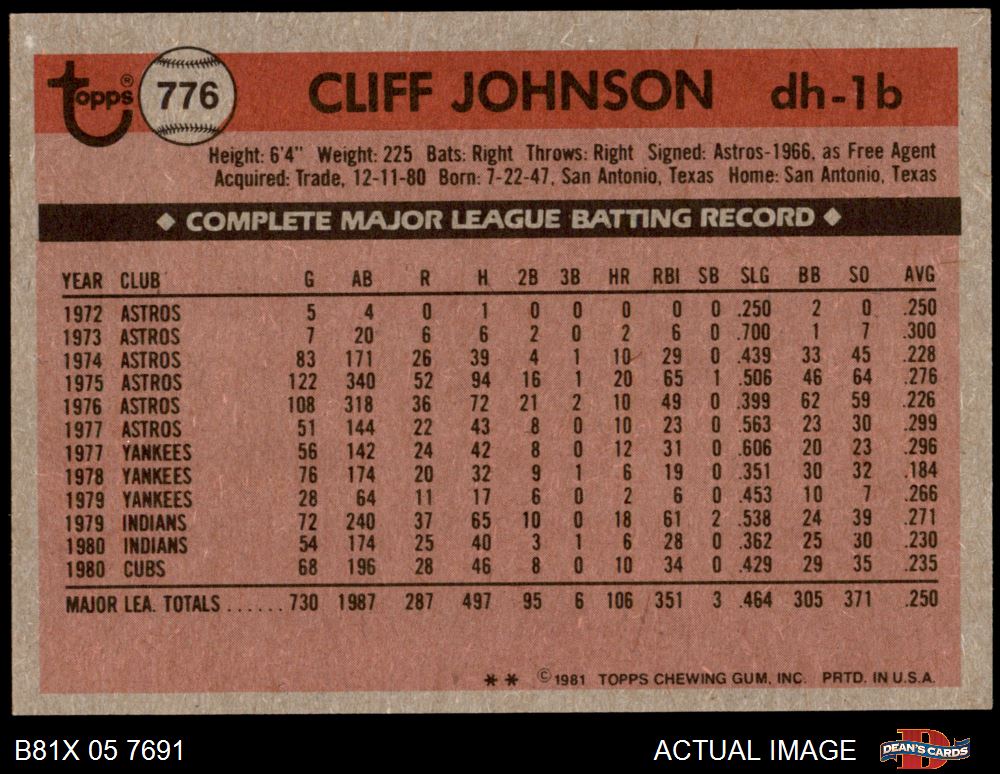 topps® 776 CLIFF JOHNSON dh-1b
Height: 6'4" Weight: 225 Bats: Right Throws: Right Signed: Astros-1966, as Free Agent
Acquired: Trade, 12-11-80 Born: 7-22-47, San Antonio, Texas Home: San Antonio, Texas
◆ COMPLETE MAJOR LEAGUE BATTING RECORD ◆
YEAR CLUB G AB R H 2B 3B HR RBI SB SLG BB SO AVG
1972 ASTROS 5 4 0 1 0 0 0 0 0 .250 2 0 .250
1973 ASTROS 7 20 6 6 2 0 2 6 0 .700 1 7 .300
1974 ASTROS 83 171 26 39 4 1 10 29 0 .439 33 45 .228
1975 ASTROS 122 340 52 94 16 1 20 65 1 .506 46 64 .276
1976 ASTROS 108 318 36 72 21 2 10 49 0 .399 62 59 .226
1977 ASTROS 51 144 22 43 8 0 10 23 0 .563 23 30 .299
1977 YANKEES 56 142 24 42 8 0 12 31 0 .606 20 23 .296
1978 YANKEES 76 174 20 32 9 1 6 19 0 .351 30 32 .184
1979 YANKEES 28 64 11 17 6 0 2 6 0 .453 10 7 .266
1979 INDIANS 72 240 37 65 10 0 18 61 2 .538 24 39 .271
1980 INDIANS 54 174 25 40 3 1 6 28 0 .362 25 30 .230
1980 CUBS 68 196 28 46 8 0 10 34 0 .429 29 35 .235
MAJOR LEA. TOTALS ...... 730 1987 287 497 95 6 106 351 3 .464 305 371 .250
** ©1981 TOPPS CHEWING GUM, INC. PRTD. IN U.S.A.
B81X 05 7691 ACTUAL IMAGE DEAN'S CARDS